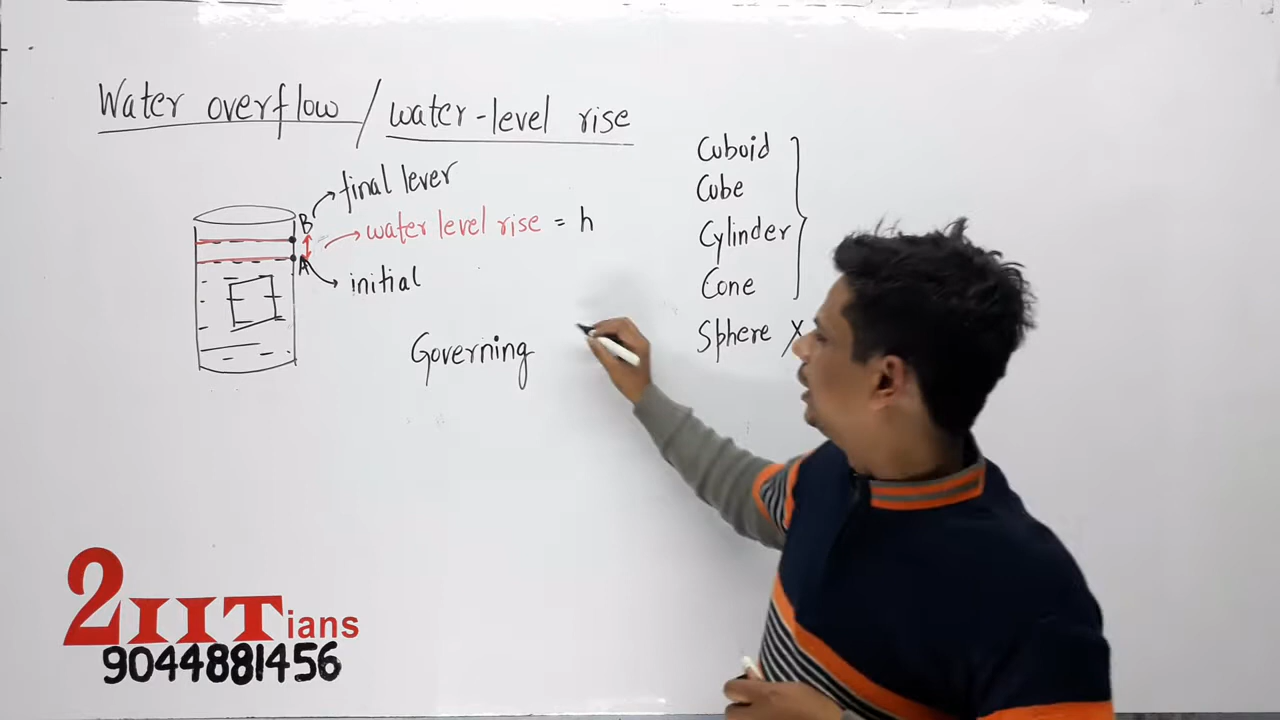 Water overflow / water-level rise
final lever
B
water level rise = h
A
initial
Governing
Cuboid
Cube
Cylinder
Cone
Sphere X
2IITians
9044881456